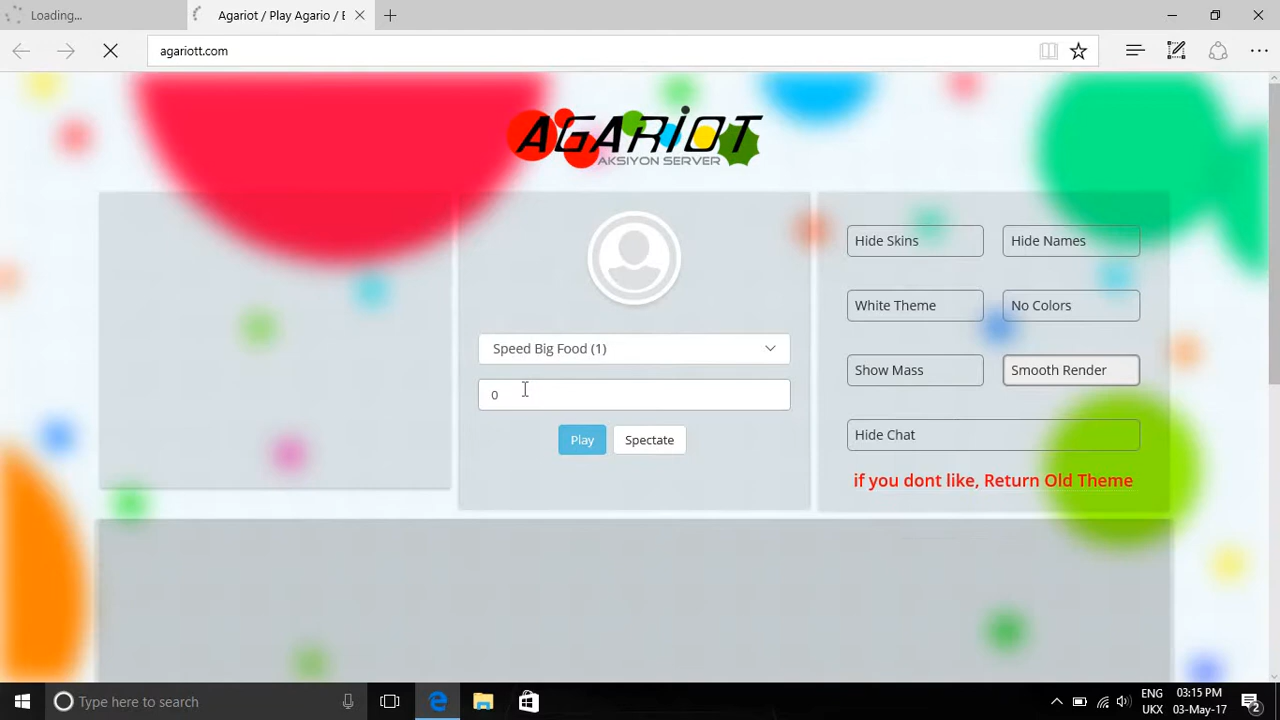 Loading...
Agariot / Play Agario / E
agariott.com
AGARIOT
AKSIYON SERVER
Speed Big Food (1)
0
Play
Spectate
Hide Skins
Hide Names
White Theme
No Colors
Show Mass
Smooth Render
Hide Chat
if you dont like, Return Old Theme
Type here to search
ENG
UKX
03:15 PM
03-May-17
2